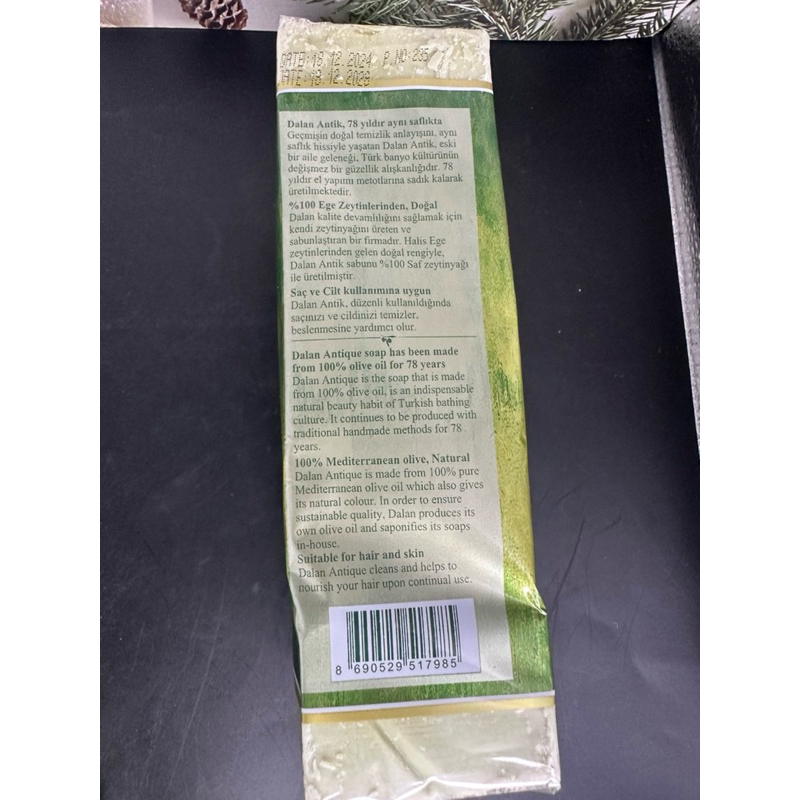 DATE:18.12.2024 P.NO:235
DATE:18.12.2028
Dalan Antik, 78 yıldır aynı saflıkta
Geçmişin doğal temizlik anlayışını, aynı
saflık hissiyle yaşatan Dalan Antik, eski
bir aile geleneği, Türk banyo kültürünün
değişmez bir güzellik alışkanlığıdır. 78
yıldır el yapımı metotlarına sadık kalarak
üretilmektedir.
%100 Ege Zeytinlerinden, Doğal
Dalan kalite devamlılığını sağlamak için
kendi zeytinyağını üreten ve
sabunlaştıran bir firmadır. Halis Ege
zeytinlerinden gelen doğal rengiyle,
Dalan Antik sabunu %100 Saf zeytinyağı
ile üretilmiştir.
Saç ve Cilt kullanımına uygun
Dalan Antik, düzenli kullanıldığında
saçınızı ve cildinizi temizler,
beslenmesine yardımcı olur.
Dalan Antique soap has been made
from 100% olive oil for 78 years
Dalan Antique is the soap that is made
from 100% olive oil, is an indispensable
natural beauty habit of Turkish bathing
culture. It continues to be produced with
traditional handmade methods for 78
years.
100% Mediterranean olive, Natural
Dalan Antique is made from 100% pure
Mediterranean olive oil which also gives
its natural colour. In order to ensure
sustainable quality, Dalan produces its
own olive oil and saponifies its soaps
in-house.
Suitable for hair and skin
Dalan Antique cleans and helps to
nourish your hair upon continual use.
8 690529 517985